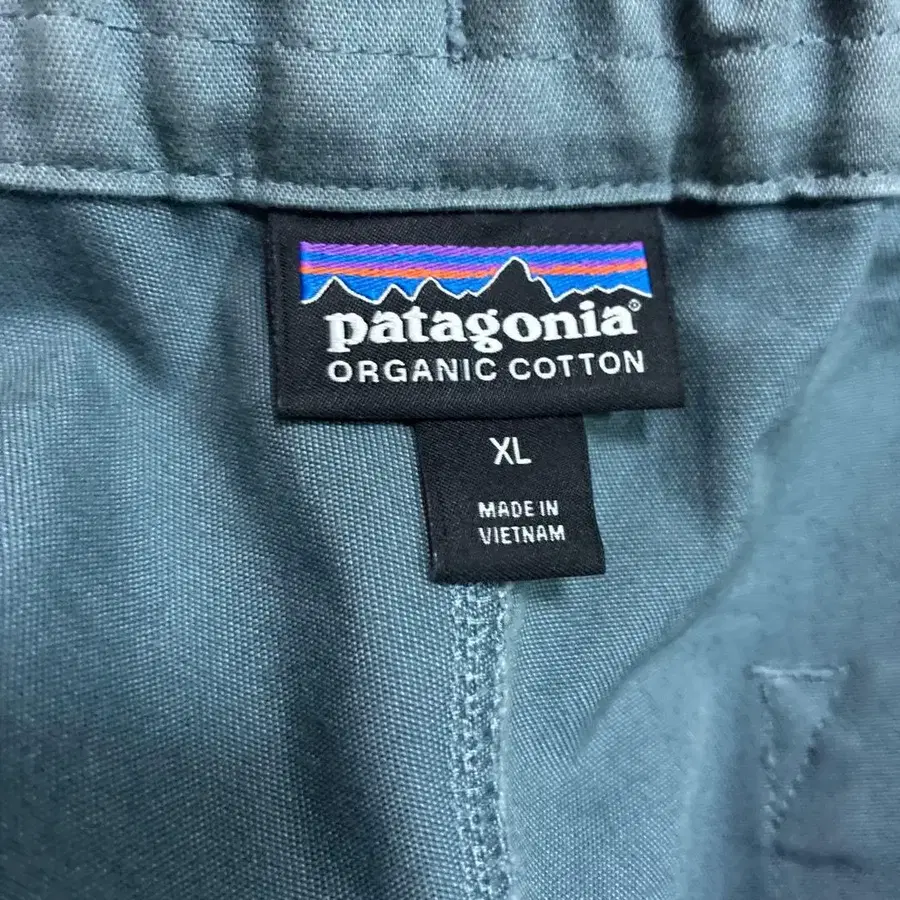 patagonia®
ORGANIC COTTON
XL
MADE IN
VIETNAM